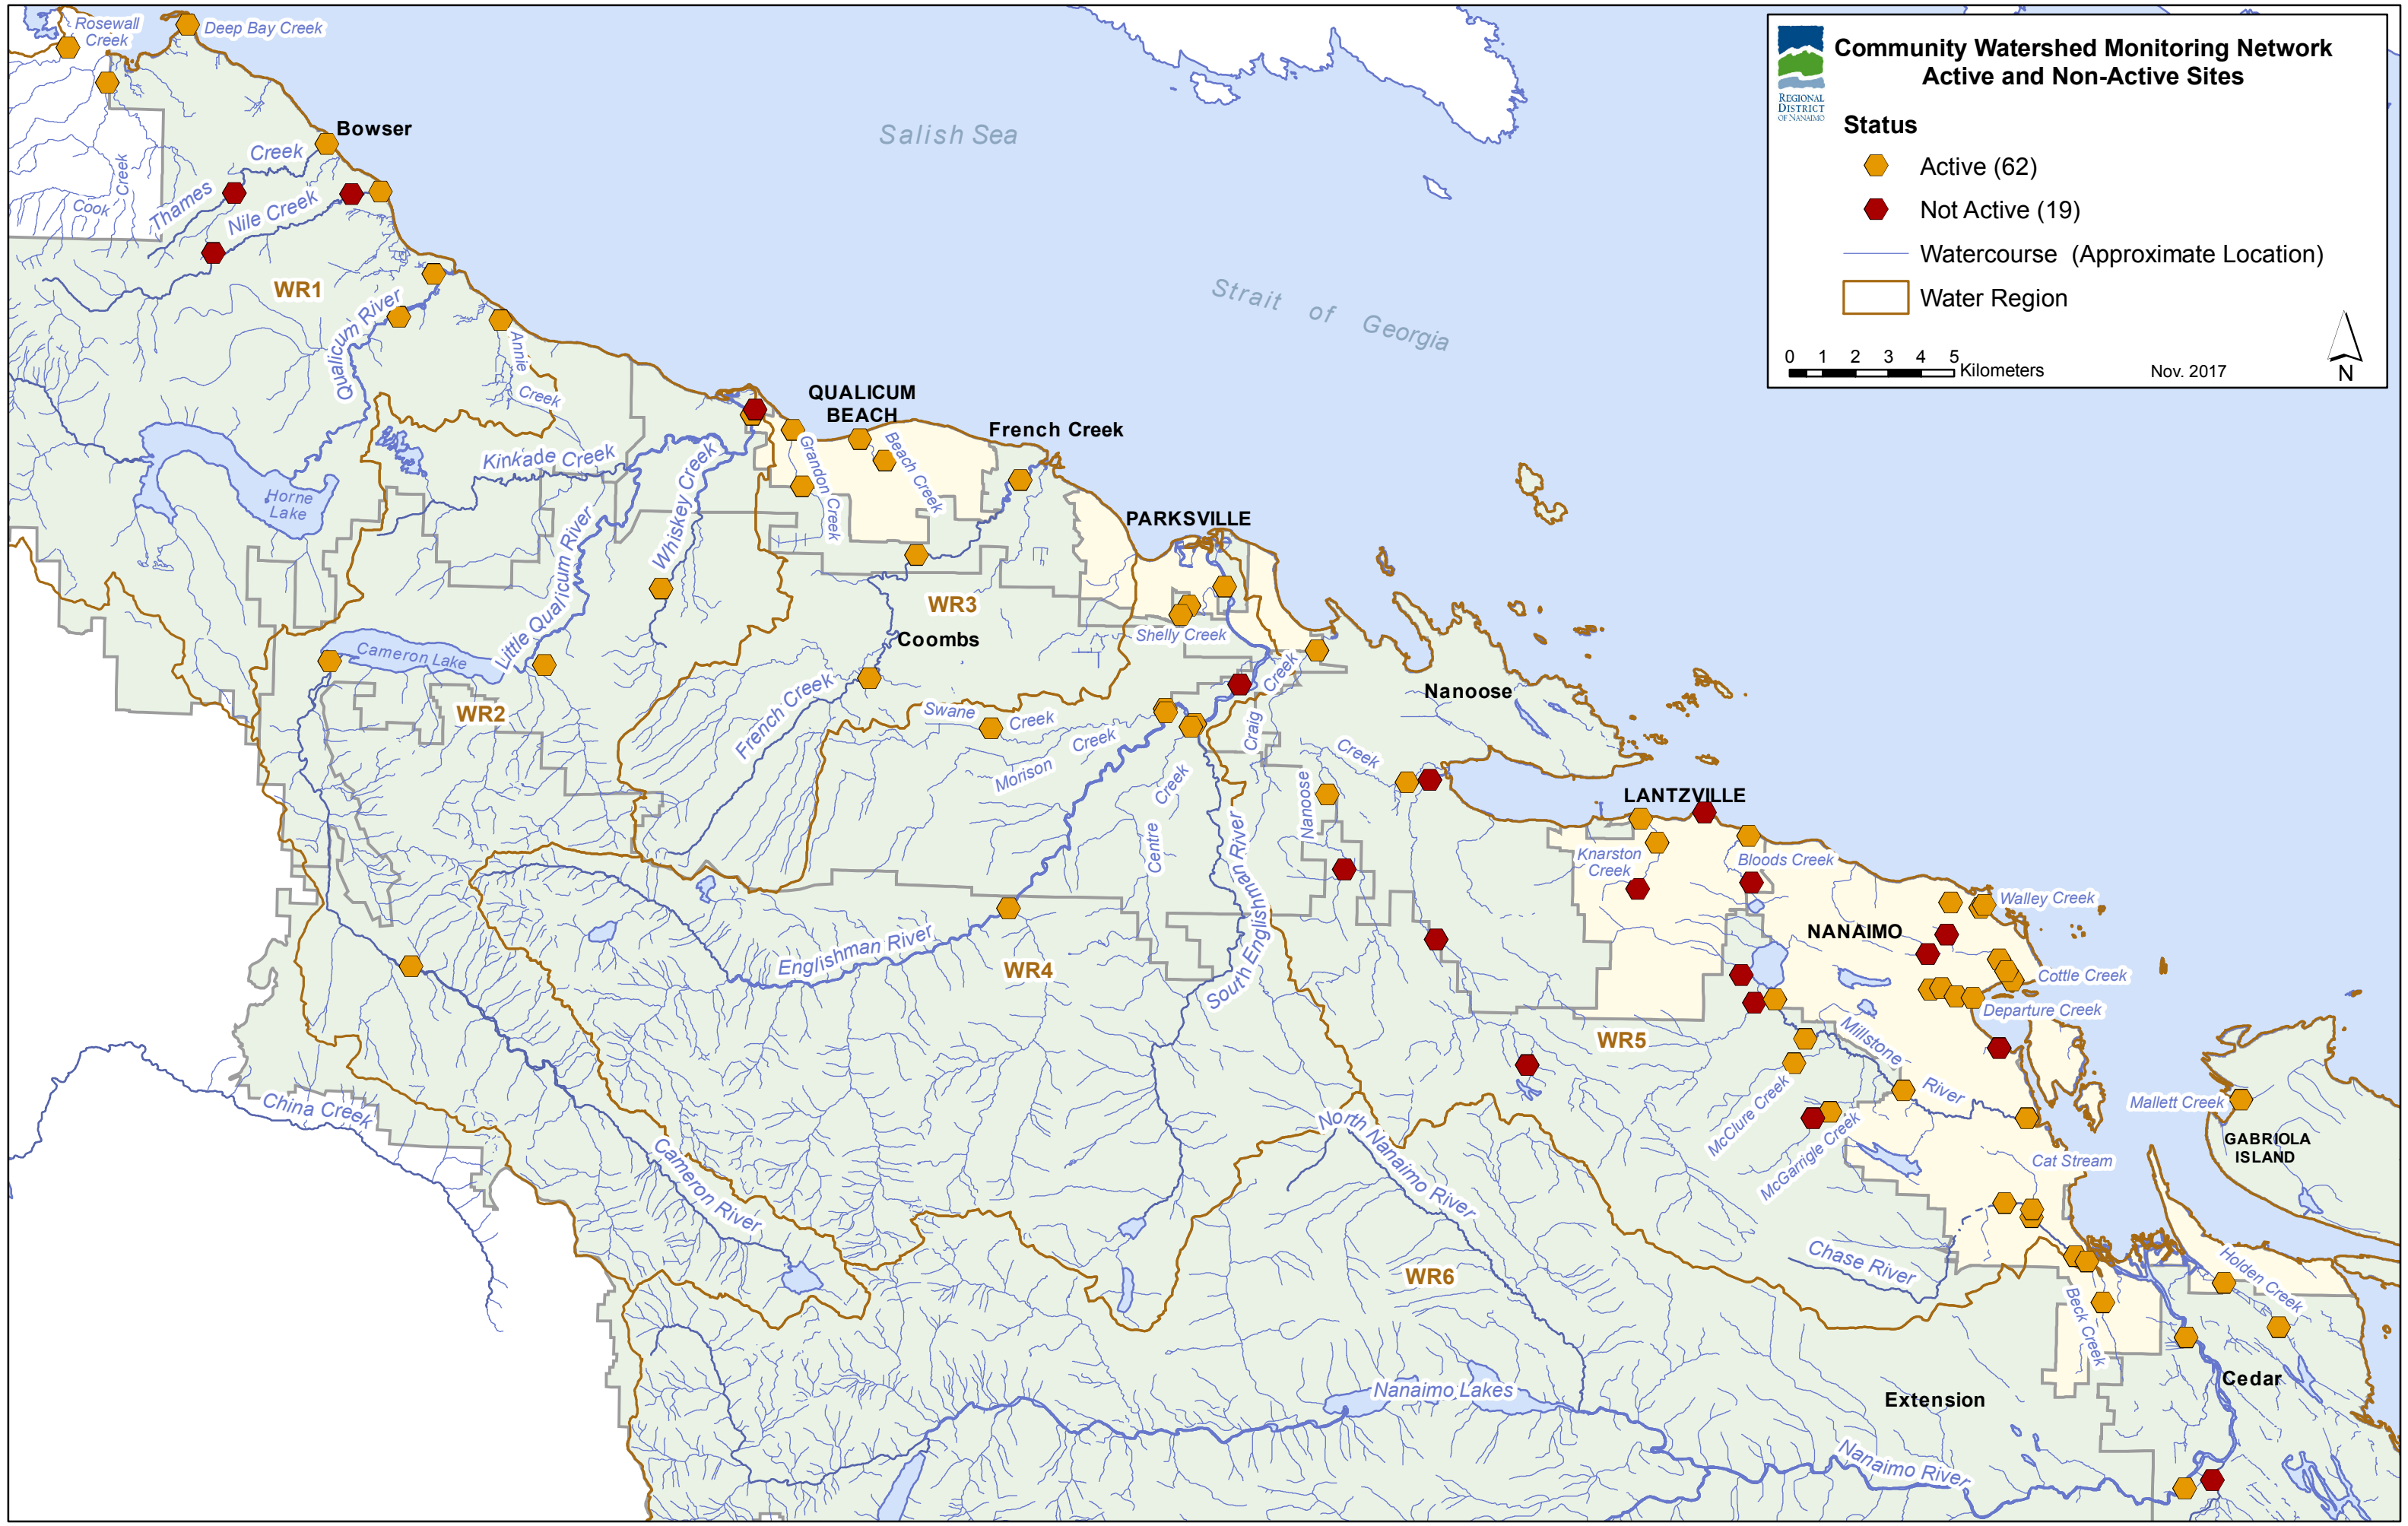 Community Watershed Monitoring Network
Active and Non-Active Sites
REGIONAL
DISTRICT
OF NANAIMO
Status
Active (62)
Not Active (19)
Watercourse (Approximate Location)
Water Region
0 1 2 3 4 5
Kilometers
Nov. 2017
N
Rosewall
Creek
Deep Bay Creek
Bowser
Salish Sea
Thames Creek
Cook Creek
Nile Creek
WR1
Strait of Georgia
Qualicum River
Annie Creek
QUALICUM
BEACH
French Creek
Kinkade Creek
Whiskey Creek
Grandon Creek
Beach Creek
Horne
Lake
PARKSVILLE
Little Qualicum River
WR3
Coombs
Shelly Creek
Cameron Lake
Nanoose
WR2
French Creek
Swane Creek
Craig Creek
Morison Creek
Centre Creek
Nanoose Creek
LANTZVILLE
Knarston
Creek
Bloods Creek
Walley Creek
NANAIMO
Englishman River
WR4
South Englishman River
Cottle Creek
Departure Creek
WR5
Millstone River
China Creek
McClure Creek
McGarrigle Creek
Mallett Creek
GABRIOLA
ISLAND
Cat Stream
Cameron River
North Nanaimo River
Chase River
WR6
Holden Creek
Beck Creek
Cedar
Nanaimo Lakes
Extension
Nanaimo River